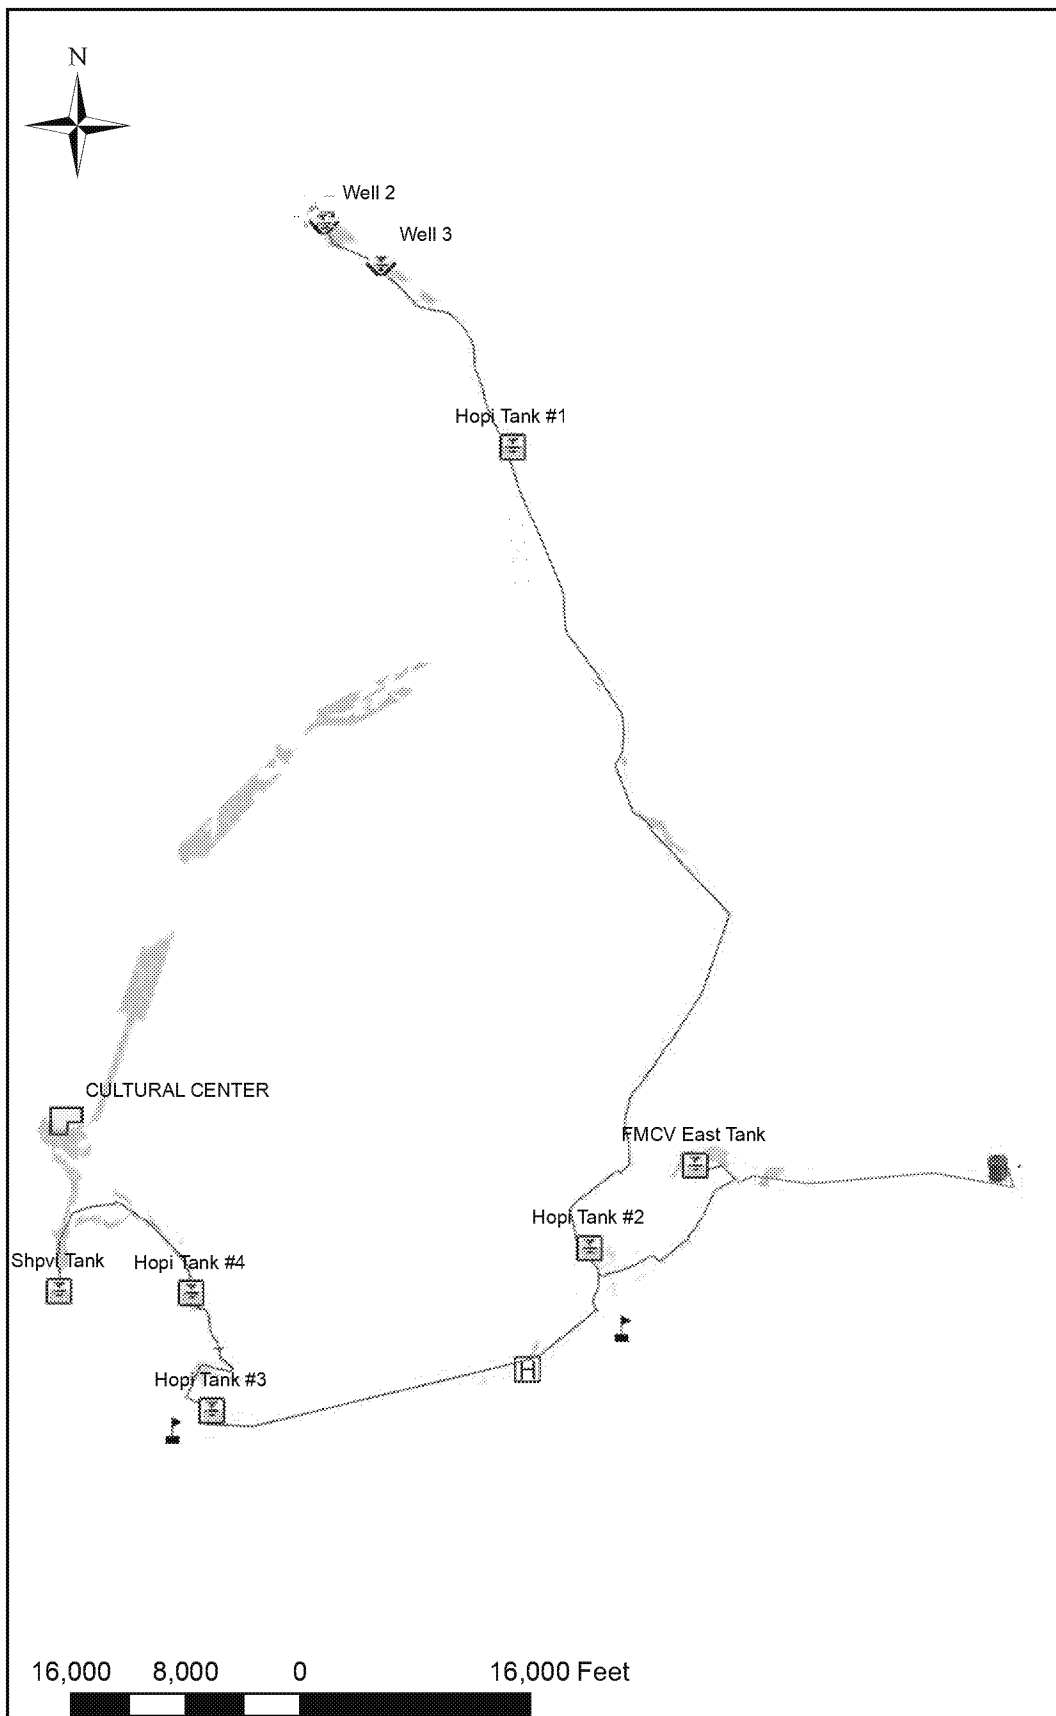 N
Well 2
Well 3
Hopi Tank #1
CULTURAL CENTER
FMCV East Tank
Hopi Tank #2
Shpvl Tank
Hopi Tank #4
H
Hopi Tank #3
16,000 8,000 0 16,000 Feet